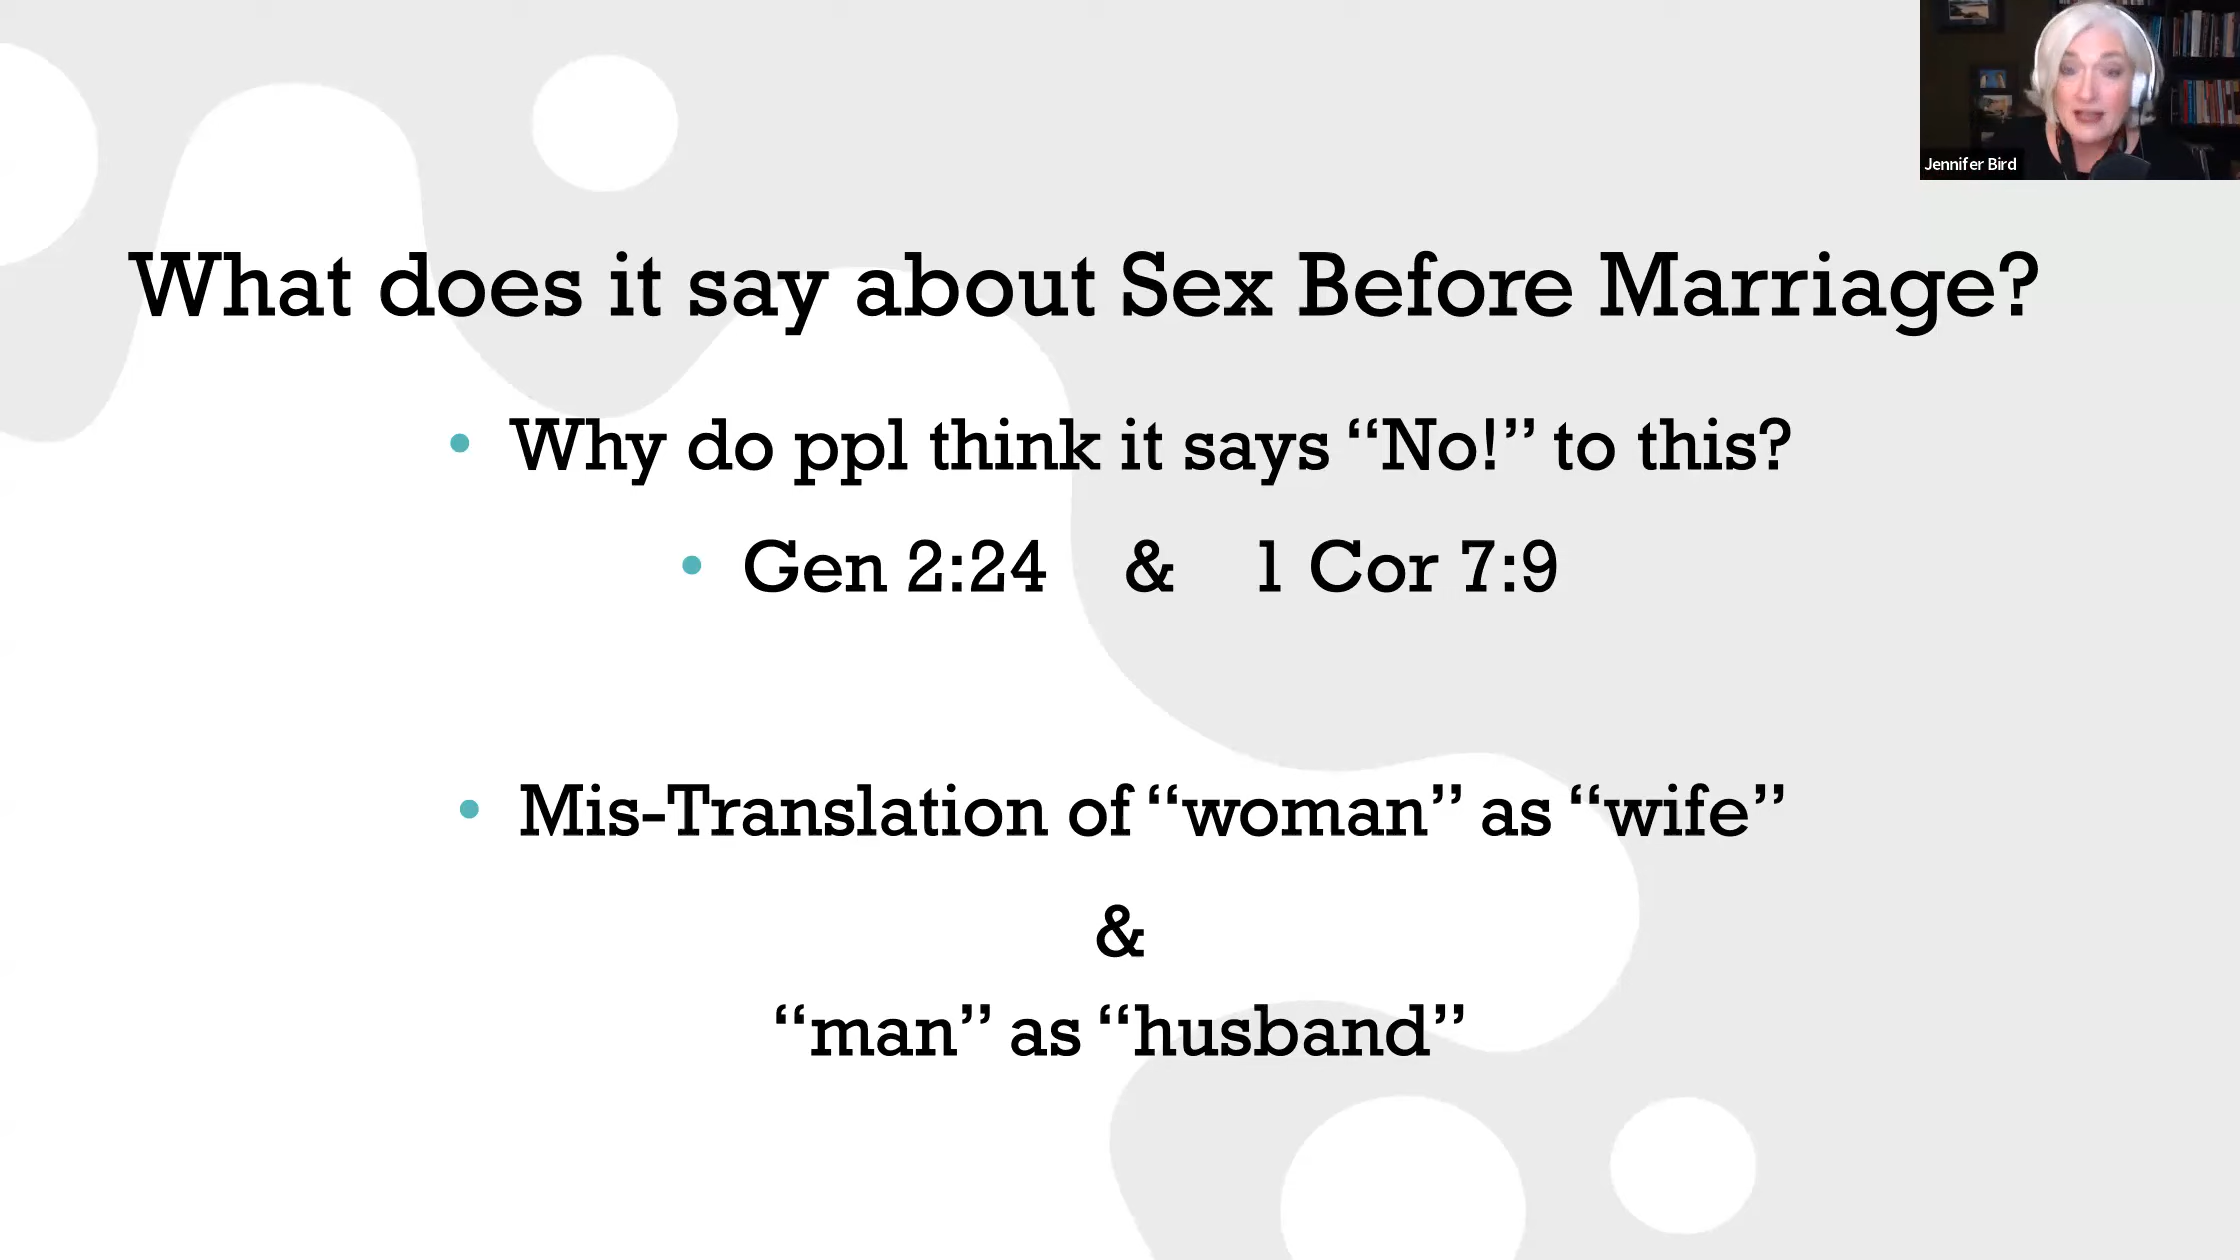 Jennifer Bird
What does it say about Sex Before Marriage?
• Why do ppl think it says “No!” to this?
• Gen 2:24 & 1 Cor 7:9
• Mis-Translation of “woman” as “wife”
&
“man” as “husband”